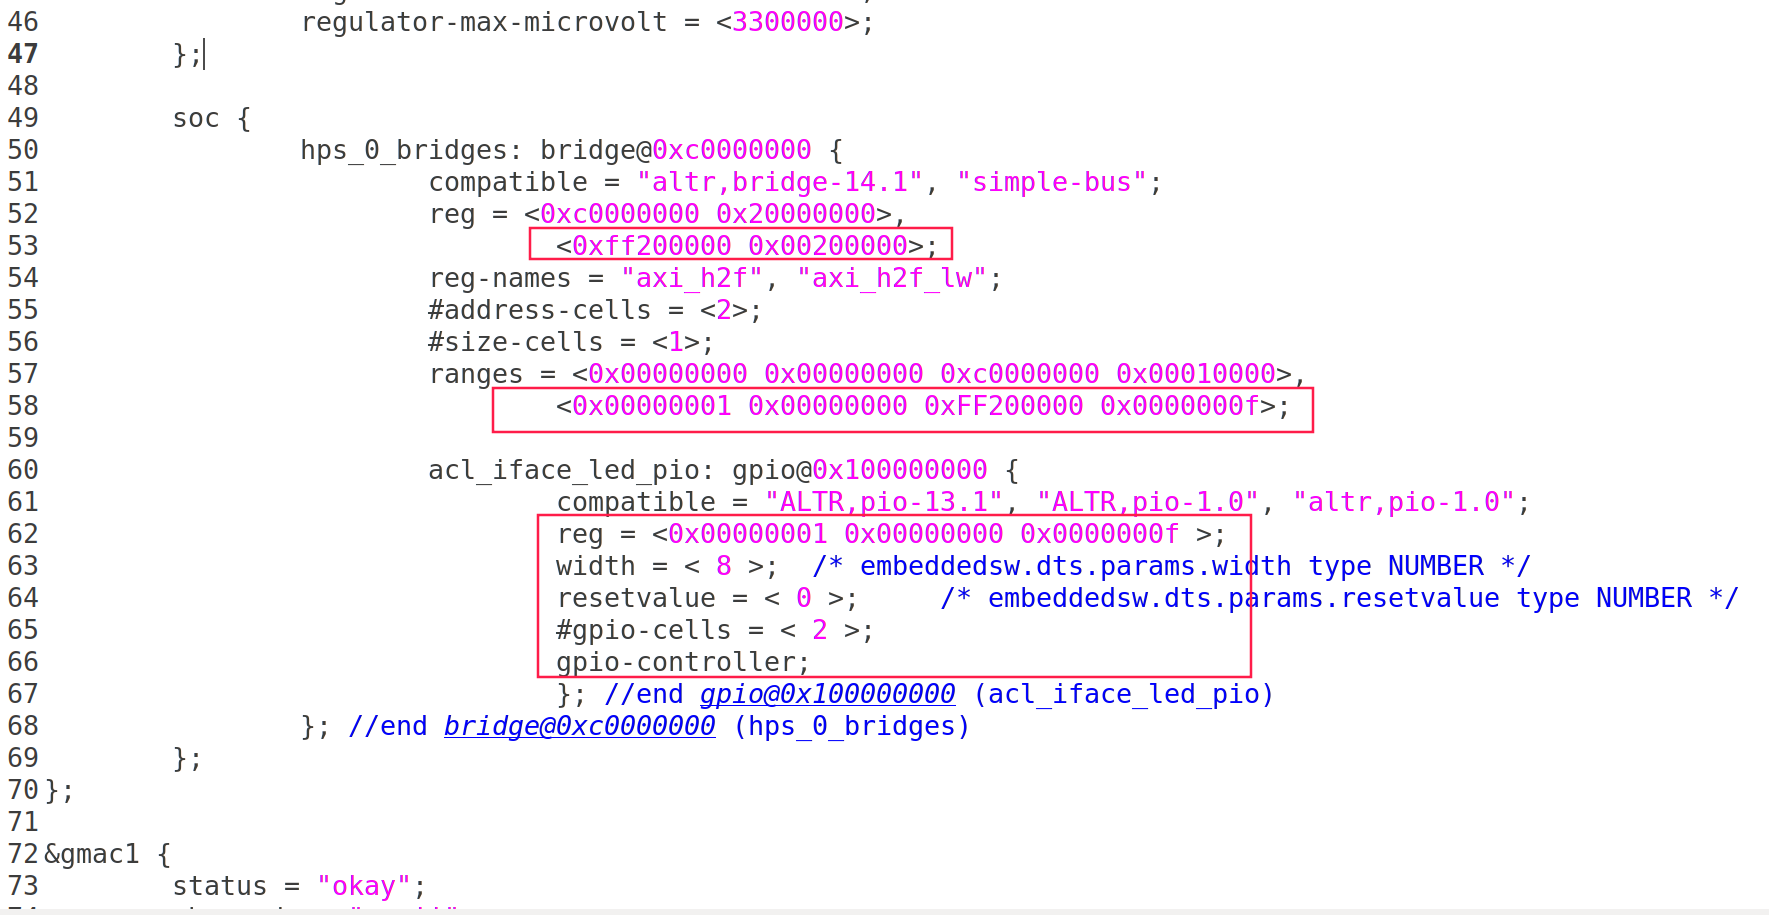 46 regulator-max-microvolt = <3300000>;
47 };
48
49 soc {
50 hps_0_bridges: bridge@0xc0000000 {
51 compatible = "altr,bridge-14.1", "simple-bus";
52 reg = <0xc0000000 0x20000000>,
53 <0xff200000 0x00200000>;
54 reg-names = "axi_h2f", "axi_h2f_lw";
55 #address-cells = <2>;
56 #size-cells = <1>;
57 ranges = <0x00000000 0x00000000 0xc0000000 0x00010000>,
58 <0x00000001 0x00000000 0xFF200000 0x0000000f>;
59
60 acl_iface_led_pio: gpio@0x100000000 {
61 compatible = "ALTR,pio-13.1", "ALTR,pio-1.0", "altr,pio-1.0";
62 reg = <0x00000001 0x00000000 0x0000000f >;
63 width = < 8 >; /* embeddedsw.dts.params.width type NUMBER */
64 resetvalue = < 0 >; /* embeddedsw.dts.params.resetvalue type NUMBER */
65 #gpio-cells = < 2 >;
66 gpio-controller;
67 }; //end gpio@0x100000000 (acl_iface_led_pio)
68 }; //end bridge@0xc0000000 (hps_0_bridges)
69 };
70 };
71
72 &gmac1 {
73 status = "okay";